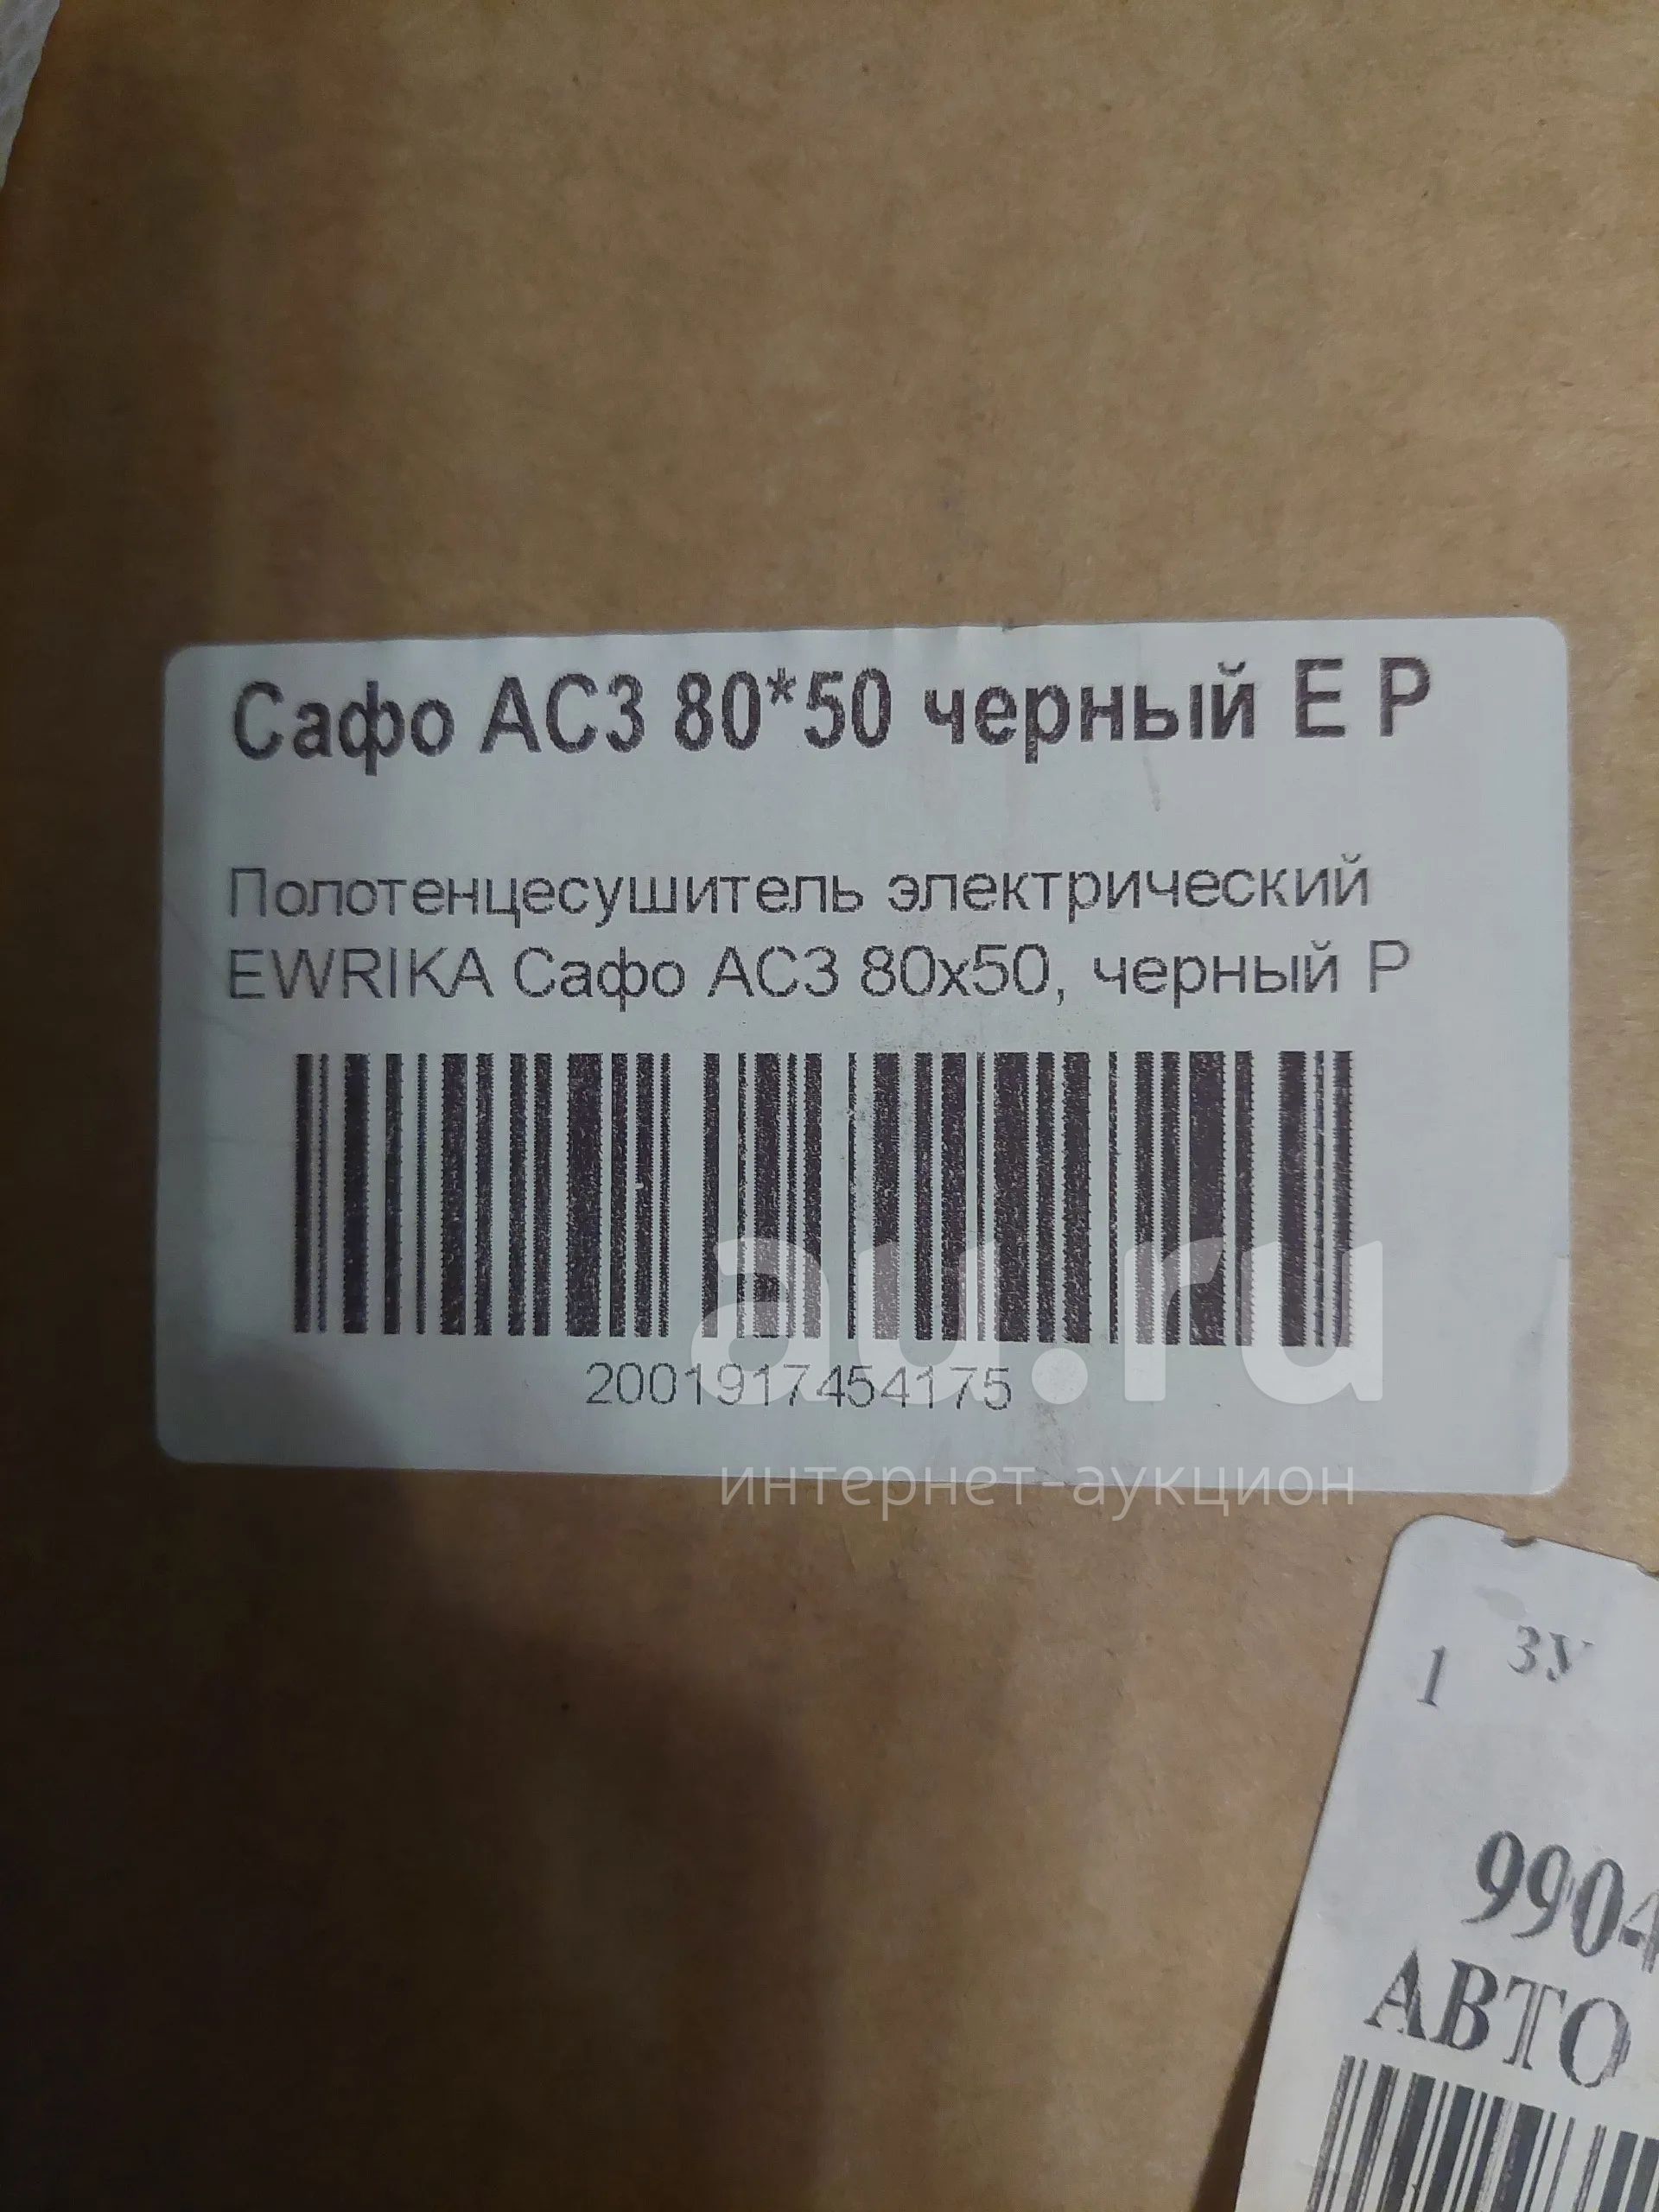 Сафо АС3 80*50 черный E P
Полотенцесушитель электрический
EWRIKA Сафо АС3 80х50, черный P
2001917454175
au.ru
интернет-аукцион
1 ЗУ
9904
АВТО